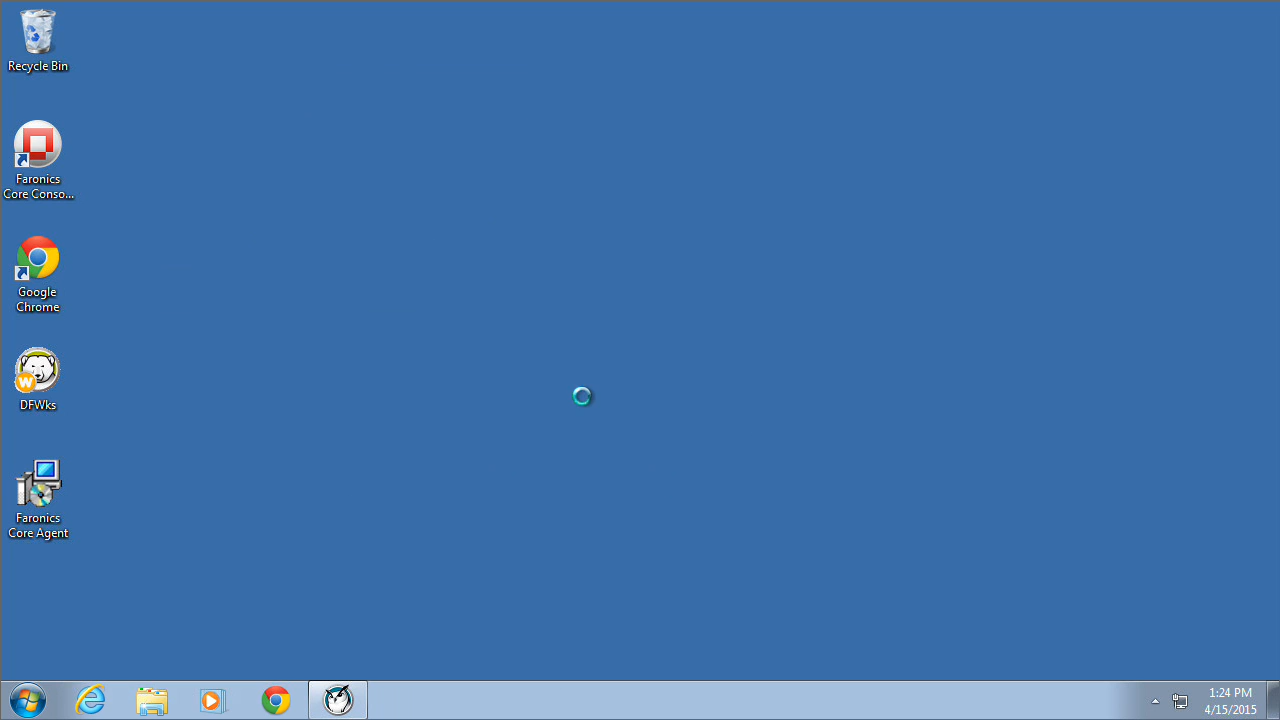 Recycle Bin
Faronics
Core Conso...
Google
Chrome
W
DFWks
Faronics
Core Agent
1:24 PM
4/15/2015